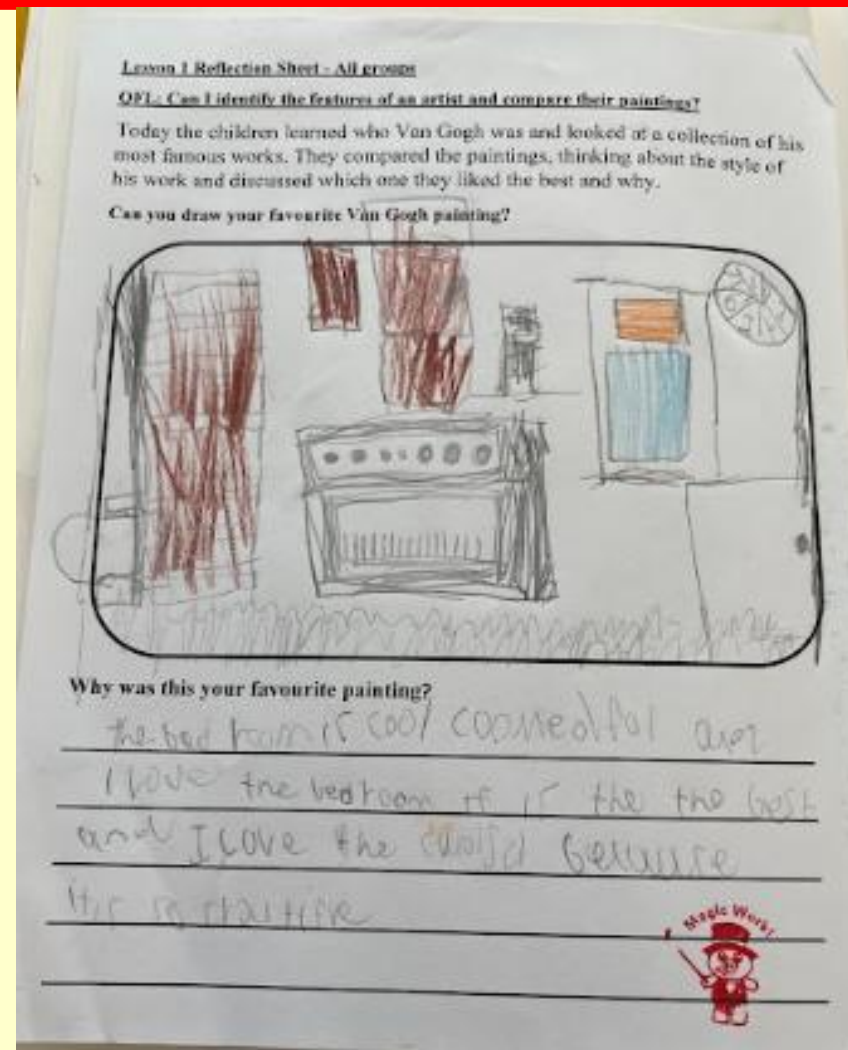 Lesson 1 Reflection Sheet - All groups
QFL: Can I identify the features of an artist and compare their paintings?
Today the children learned who Van Gogh was and looked at a collection of his
most famous works. They compared the paintings, thinking about the style of
his work and discussed which one they liked the best and why.
Can you draw your favourite Van Gogh painting?
Why was this your favourite painting?
the bed room is cool
I love the bedroom it is the the best
and I love the because
Magic Work!